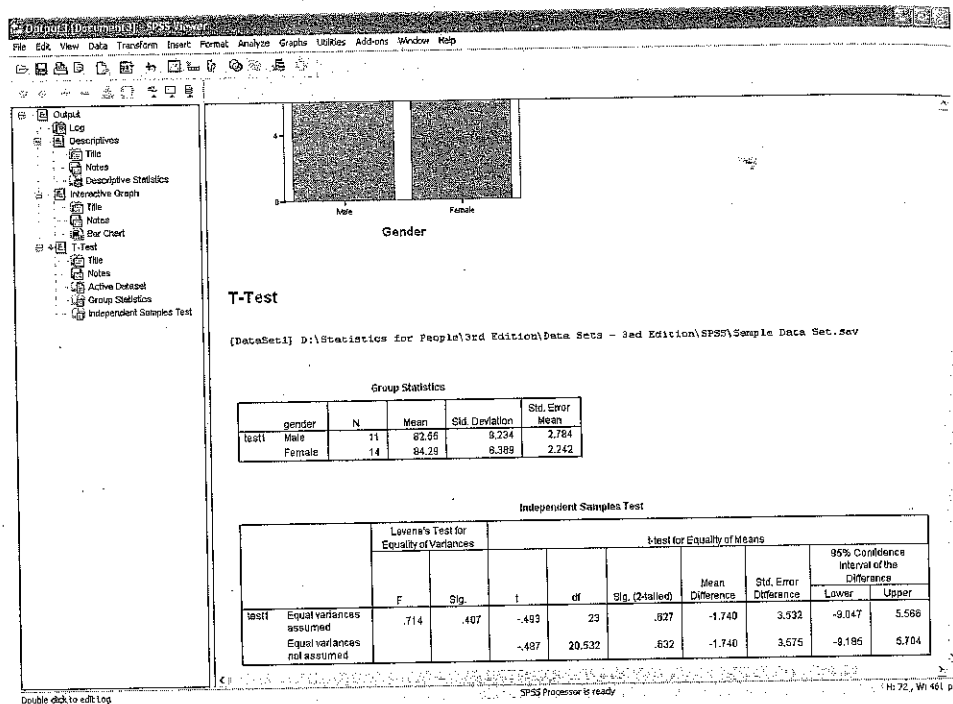 Output1 [Document1] - SPSS Viewer
File Edit View Data Transform Insert Format Analyze Graphs Utilities Add-ons Window Help
Output
Log
Descriptives
Title
Notes
Descriptive Statistics
Interactive Graph
Title
Notes
Bar Chart
T-Test
Title
Notes
Active Dataset
Group Statistics
Independent Samples Test
4
0
Male Female
Gender
T-Test
[DataSet1] D:\Statistics for People\3rd Edition\Data Sets - 3ed Edition\SPSS\Sample Data Set.sav
Group Statistics
gender N Mean Std. Deviation Std. Error Mean
test1 Male 11 82.55 9.234 2.784
Female 14 84.29 8.389 2.242
Independent Samples Test
Levene's Test for Equality of Variances
t-test for Equality of Means
95% Confidence Interval of the Difference
F Sig. t df Sig. (2-tailed) Mean Difference Std. Error Difference Lower Upper
test1 Equal variances assumed .714 .407 -.493 23 .627 -1.740 3.532 -9.047 5.566
Equal variances not assumed -.487 20.532 .632 -1.740 3.575 -9.185 5.704
Double click to edit Log
SPSS Processor is ready
H: 72, W: 461 p